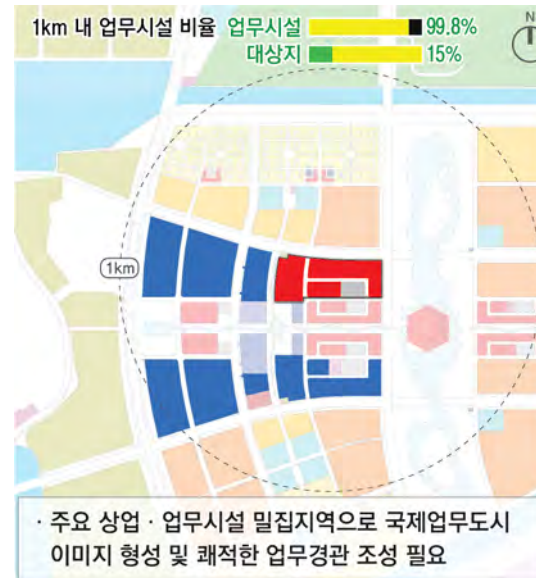 1km 내 업무시설 비율 업무시설 99.8%
대상지 15%
N
1km
· 주요 상업 · 업무시설 밀집지역으로 국제업무도시
이미지 형성 및 쾌적한 업무경관 조성 필요